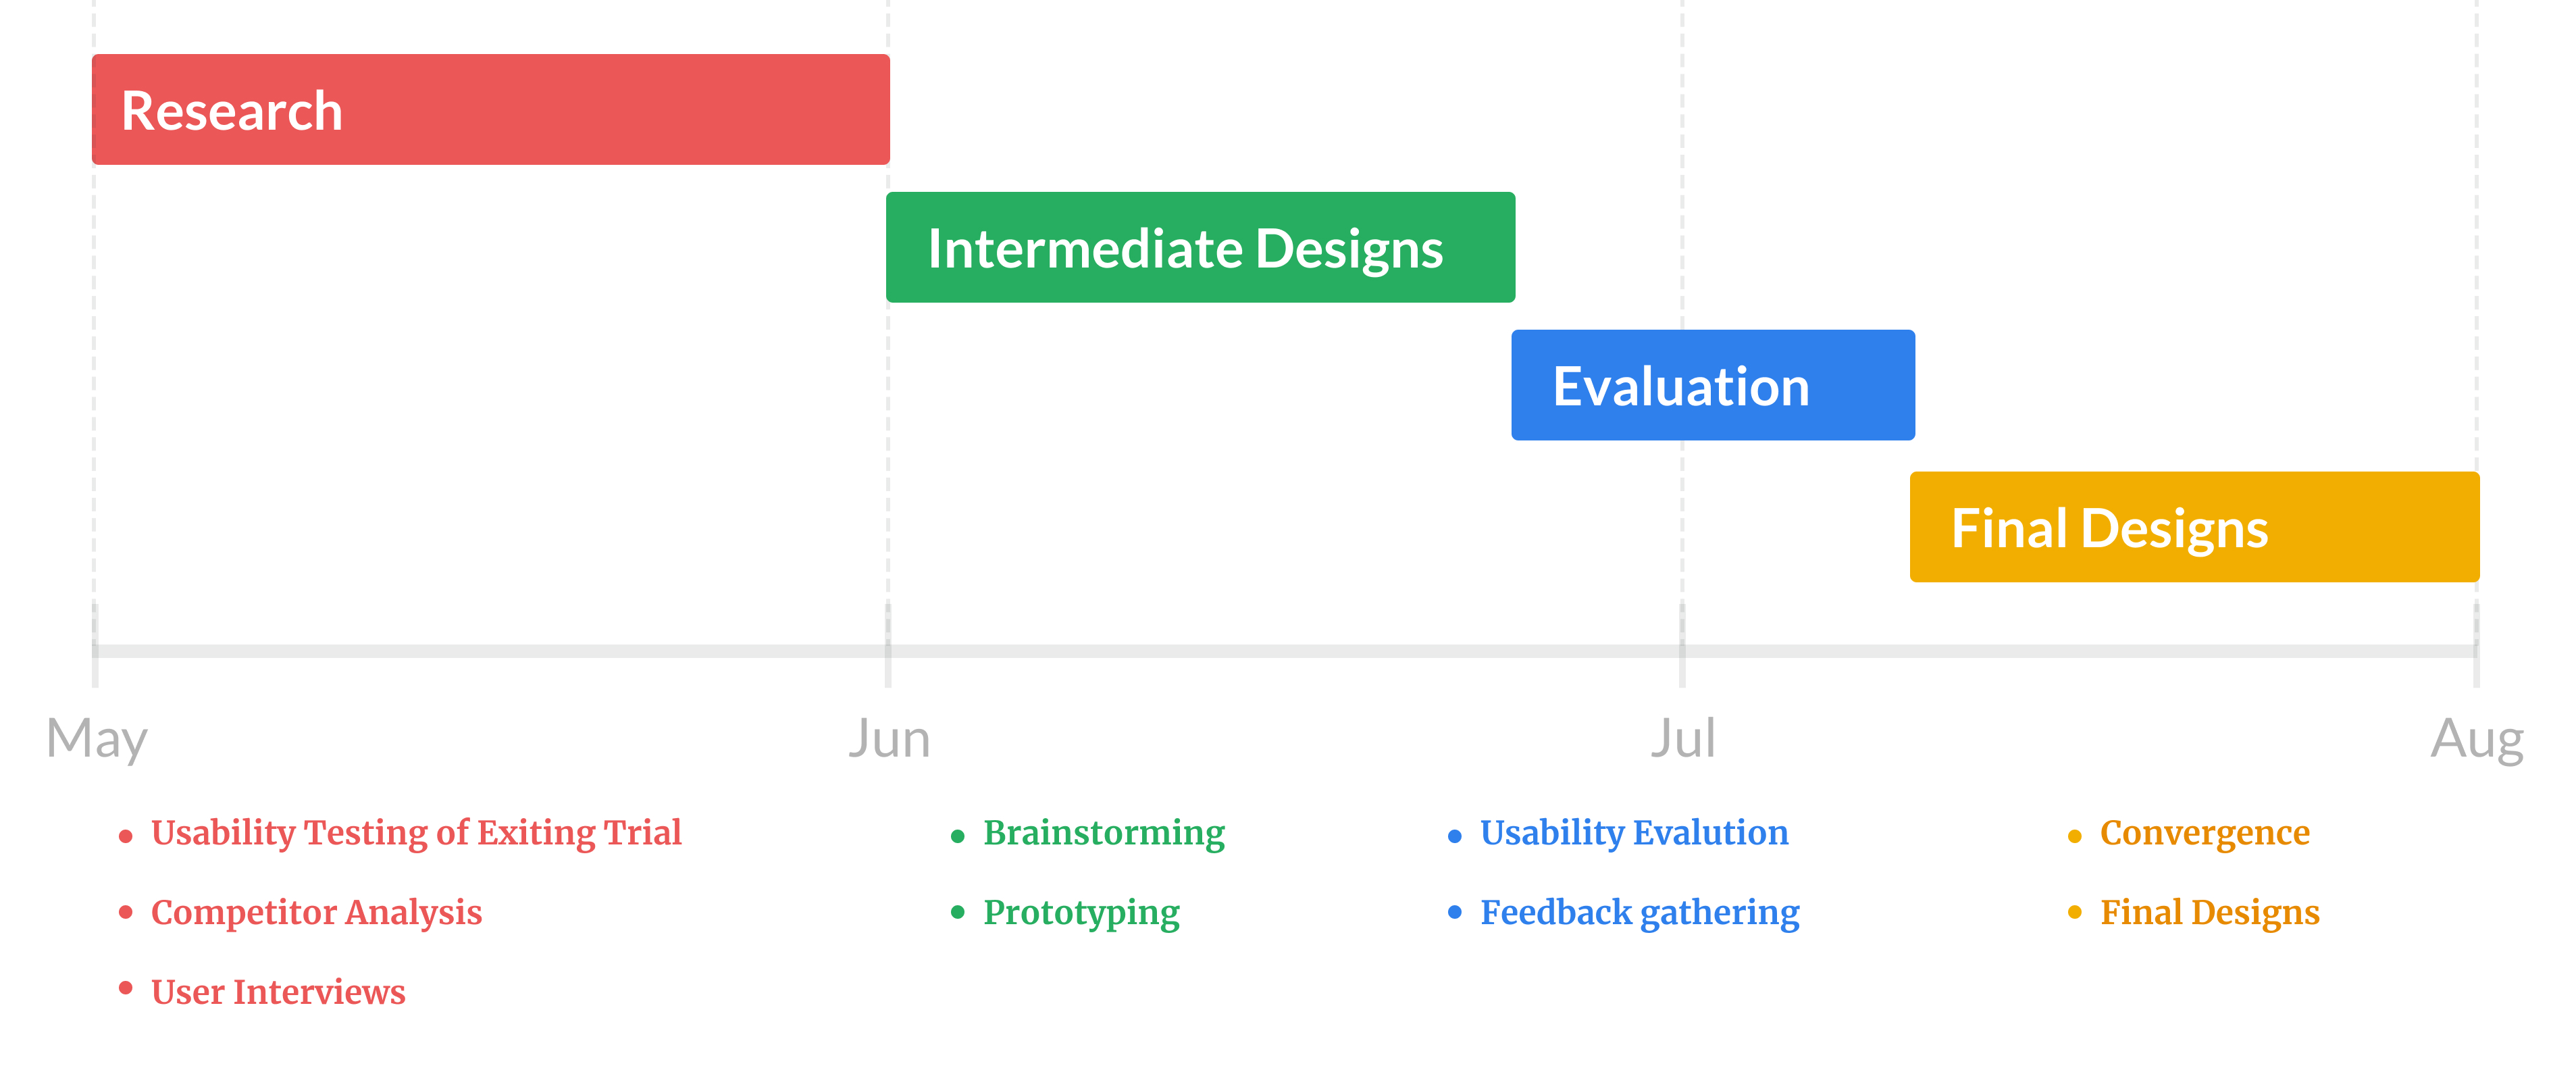 Research
Intermediate Designs
Evaluation
Final Designs
May
Jun
Jul
Aug
Usability Testing of Exiting Trial
Competitor Analysis
User Interviews
Brainstorming
Prototyping
Usability Evalution
Feedback gathering
Convergence
Final Designs